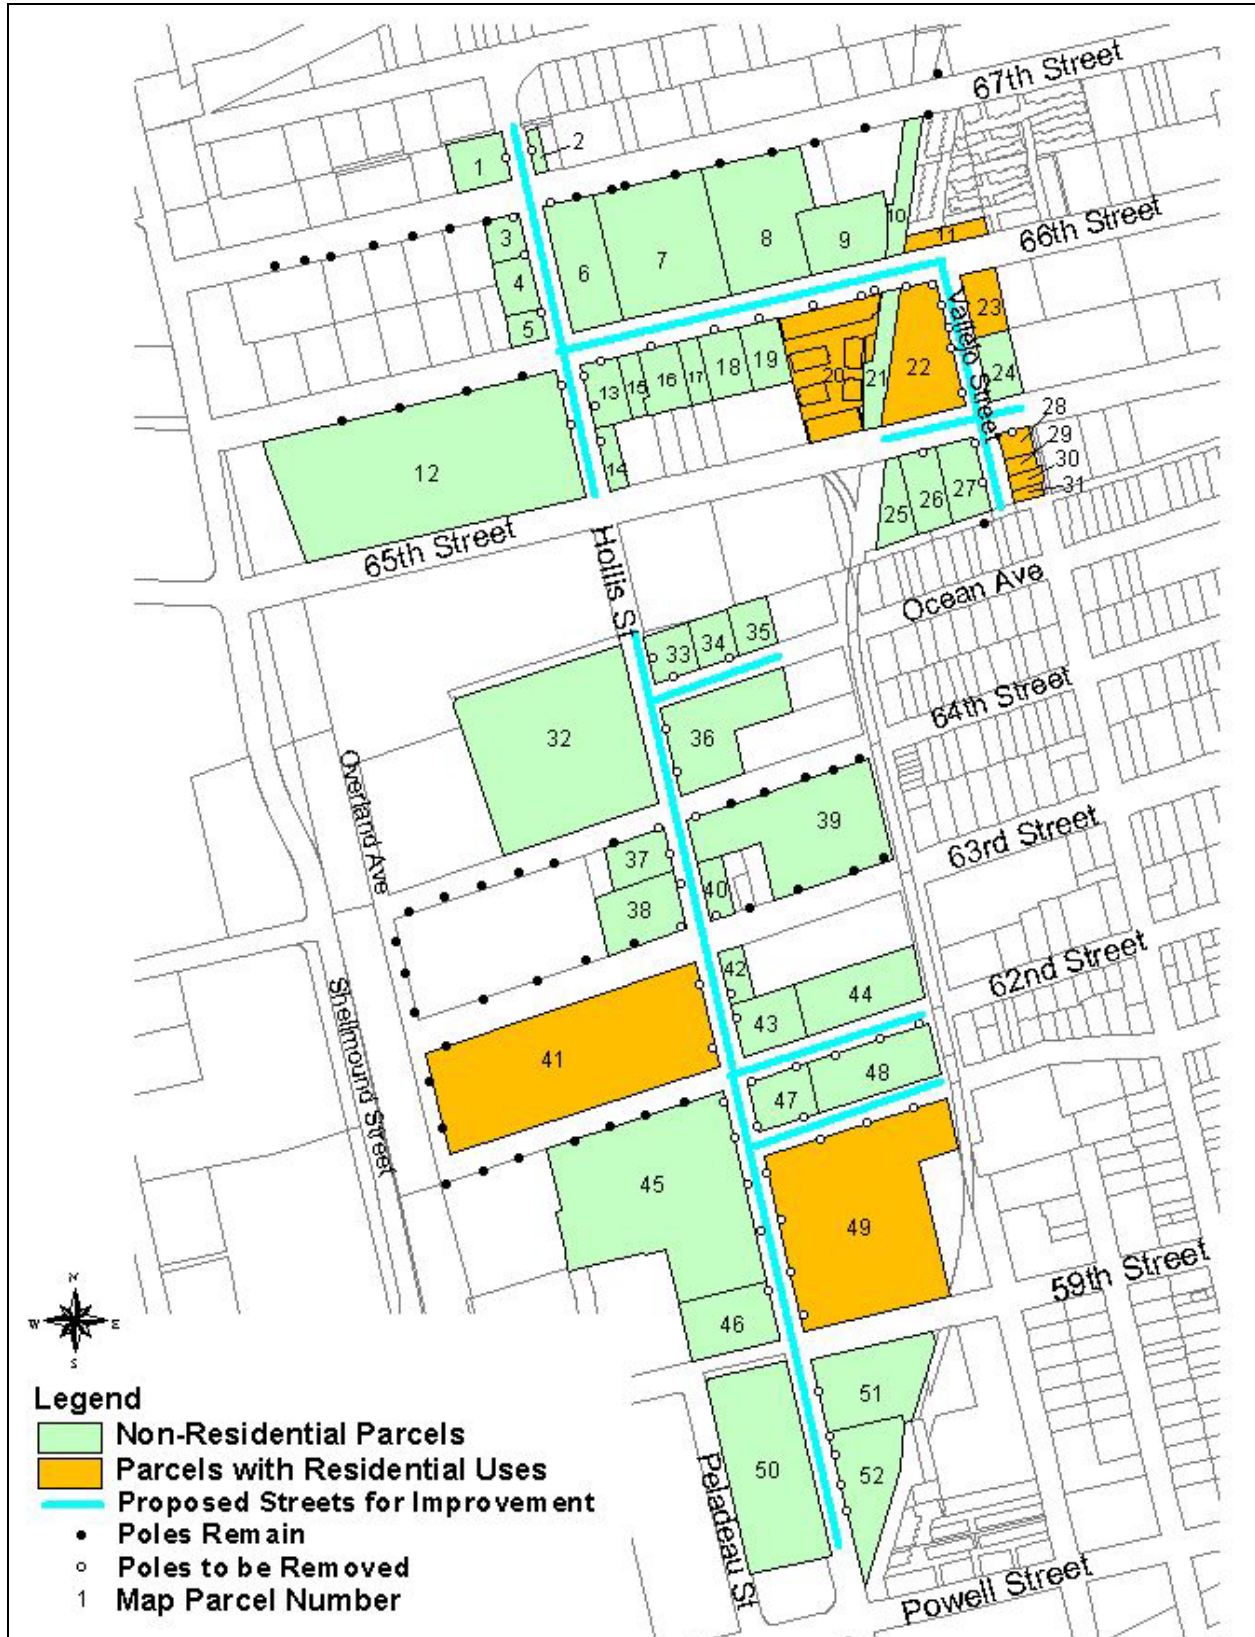 67th Street
2
1
66th Street
3
10
11
8
9
7
6
4
5
23
Vallejo Street
22
24
21
20
19
18
17
16
15
13
14
12
28
29
30
31
27
26
25
65th Street
Hollis St
Ocean Ave
35
34
33
64th Street
32
36
Overland Ave
39
63rd Street
37
40
38
62nd Street
42
44
43
41
48
47
Shellmound Street
45
49
59th Street
46
51
50
52
Peladeau St
Powell Street
N
W
E
S
Legend
Non-Residential Parcels
Parcels with Residential Uses
Proposed Streets for Improvement
Poles Remain
Poles to be Removed
1 Map Parcel Number